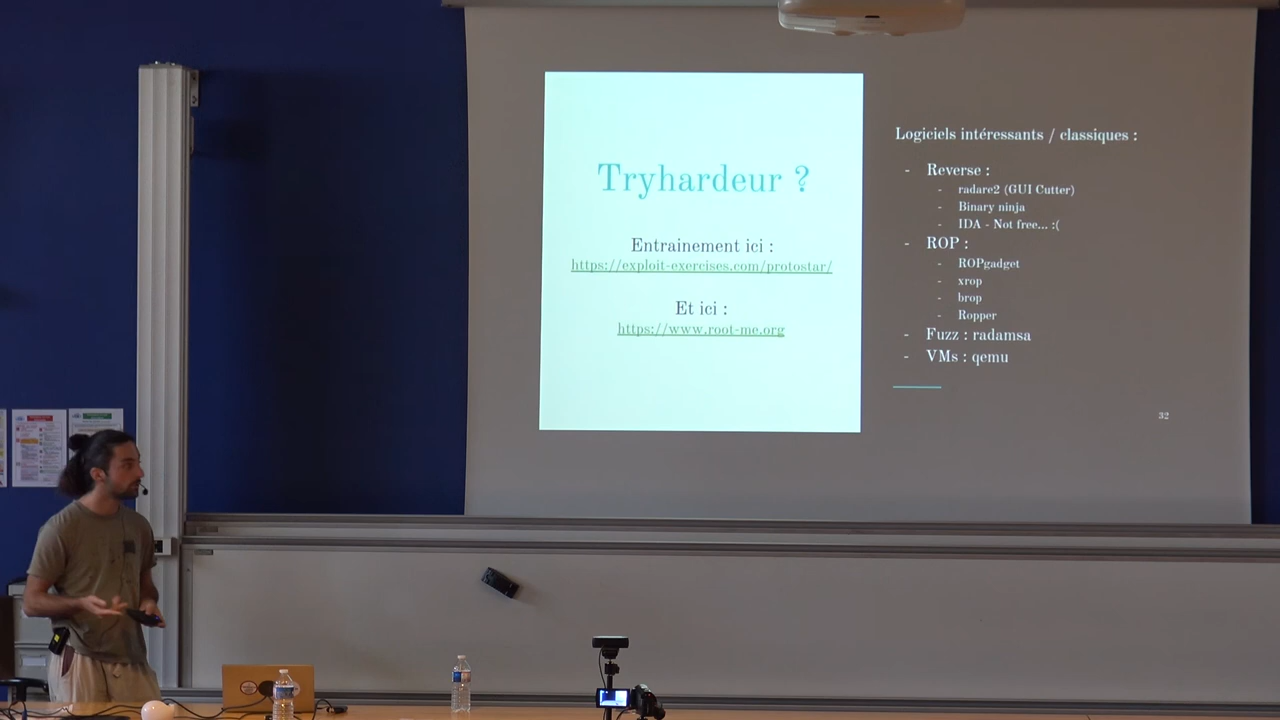 Tryhardeur ?
Entrainement ici :
https://exploit-exercises.com/protostar/
Et ici :
https://www.root-me.org
Logiciels intéressants / classiques :
- Reverse :
- radare2 (GUI Cutter)
- Binary ninja
- IDA - Not free... :(
- ROP :
- ROPgadget
- xrop
- brop
- Ropper
- Fuzz : radamsa
- VMs : qemu
32